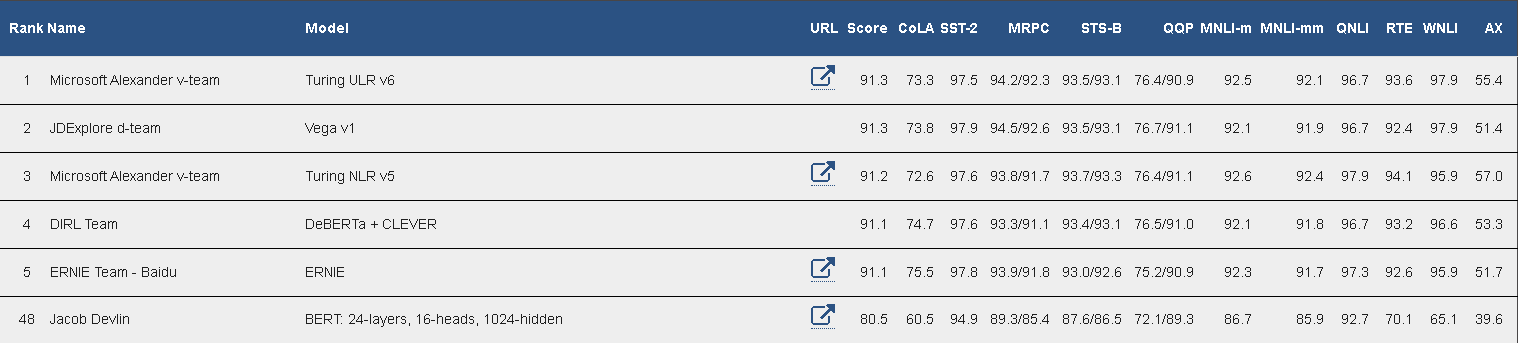 Rank Name Model URL Score CoLA SST-2 MRPC STS-B QQP MNLI-m MNLI-mm QNLI RTE WNLI AX
1 Microsoft Alexander v-team Turing ULR v6 91.3 73.3 97.5 94.2/92.3 93.5/93.1 76.4/90.9 92.5 92.1 96.7 93.6 97.9 55.4
2 JDExplore d-team Vega v1 91.3 73.8 97.9 94.5/92.6 93.5/93.1 76.7/91.1 92.1 91.9 96.7 92.4 97.9 51.4
3 Microsoft Alexander v-team Turing NLR v5 91.2 72.6 97.6 93.8/91.7 93.7/93.3 76.4/91.1 92.6 92.4 97.9 94.1 95.9 57.0
4 DIRL Team DeBERTa + CLEVER 91.1 74.7 97.6 93.3/91.1 93.4/93.1 76.5/91.0 92.1 91.8 96.7 93.2 96.6 53.3
5 ERNIE Team - Baidu ERNIE 91.1 75.5 97.8 93.9/91.8 93.0/92.6 75.2/90.9 92.3 91.7 97.3 92.6 95.9 51.7
48 Jacob Devlin BERT: 24-layers, 16-heads, 1024-hidden 80.5 60.5 94.9 89.3/85.4 87.6/86.5 72.1/89.3 86.7 85.9 92.7 70.1 65.1 39.6